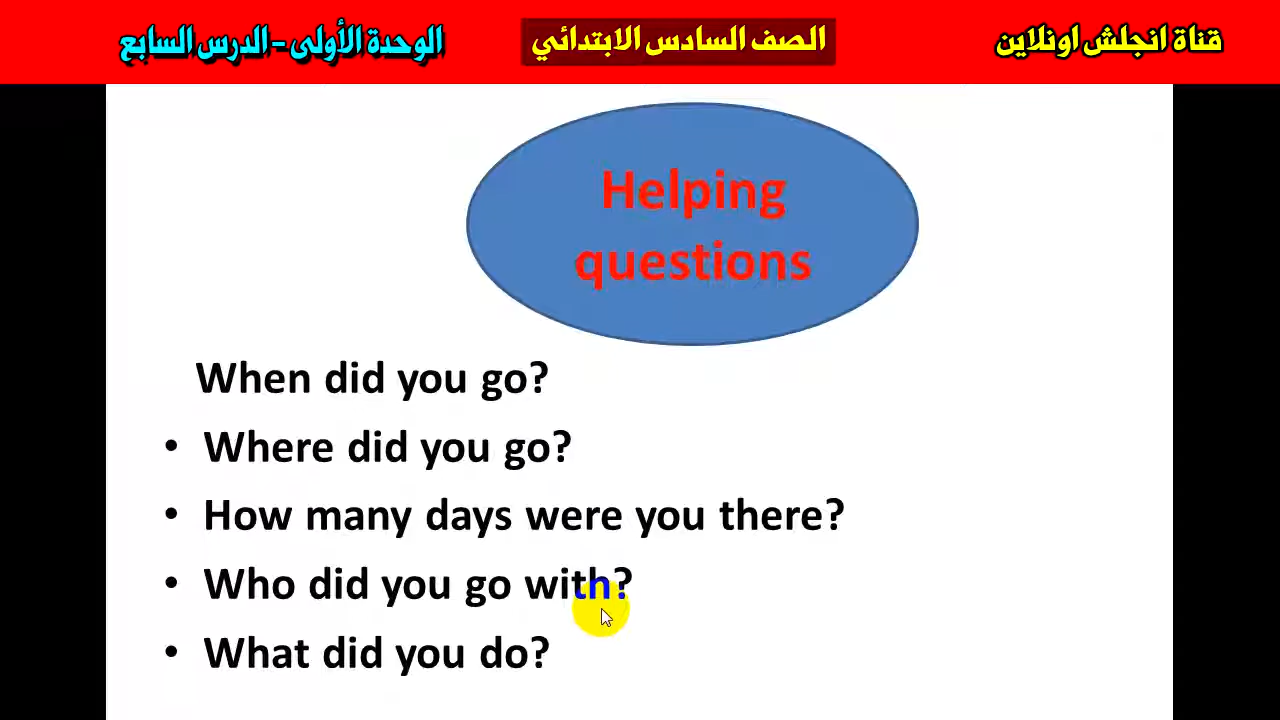 قناة انجلش اونلاين
الصف السادس الابتدائي
الوحدة الأولى - الدرس السابع
Helping
questions
When did you go?
• Where did you go?
• How many days were you there?
• Who did you go with?
• What did you do?